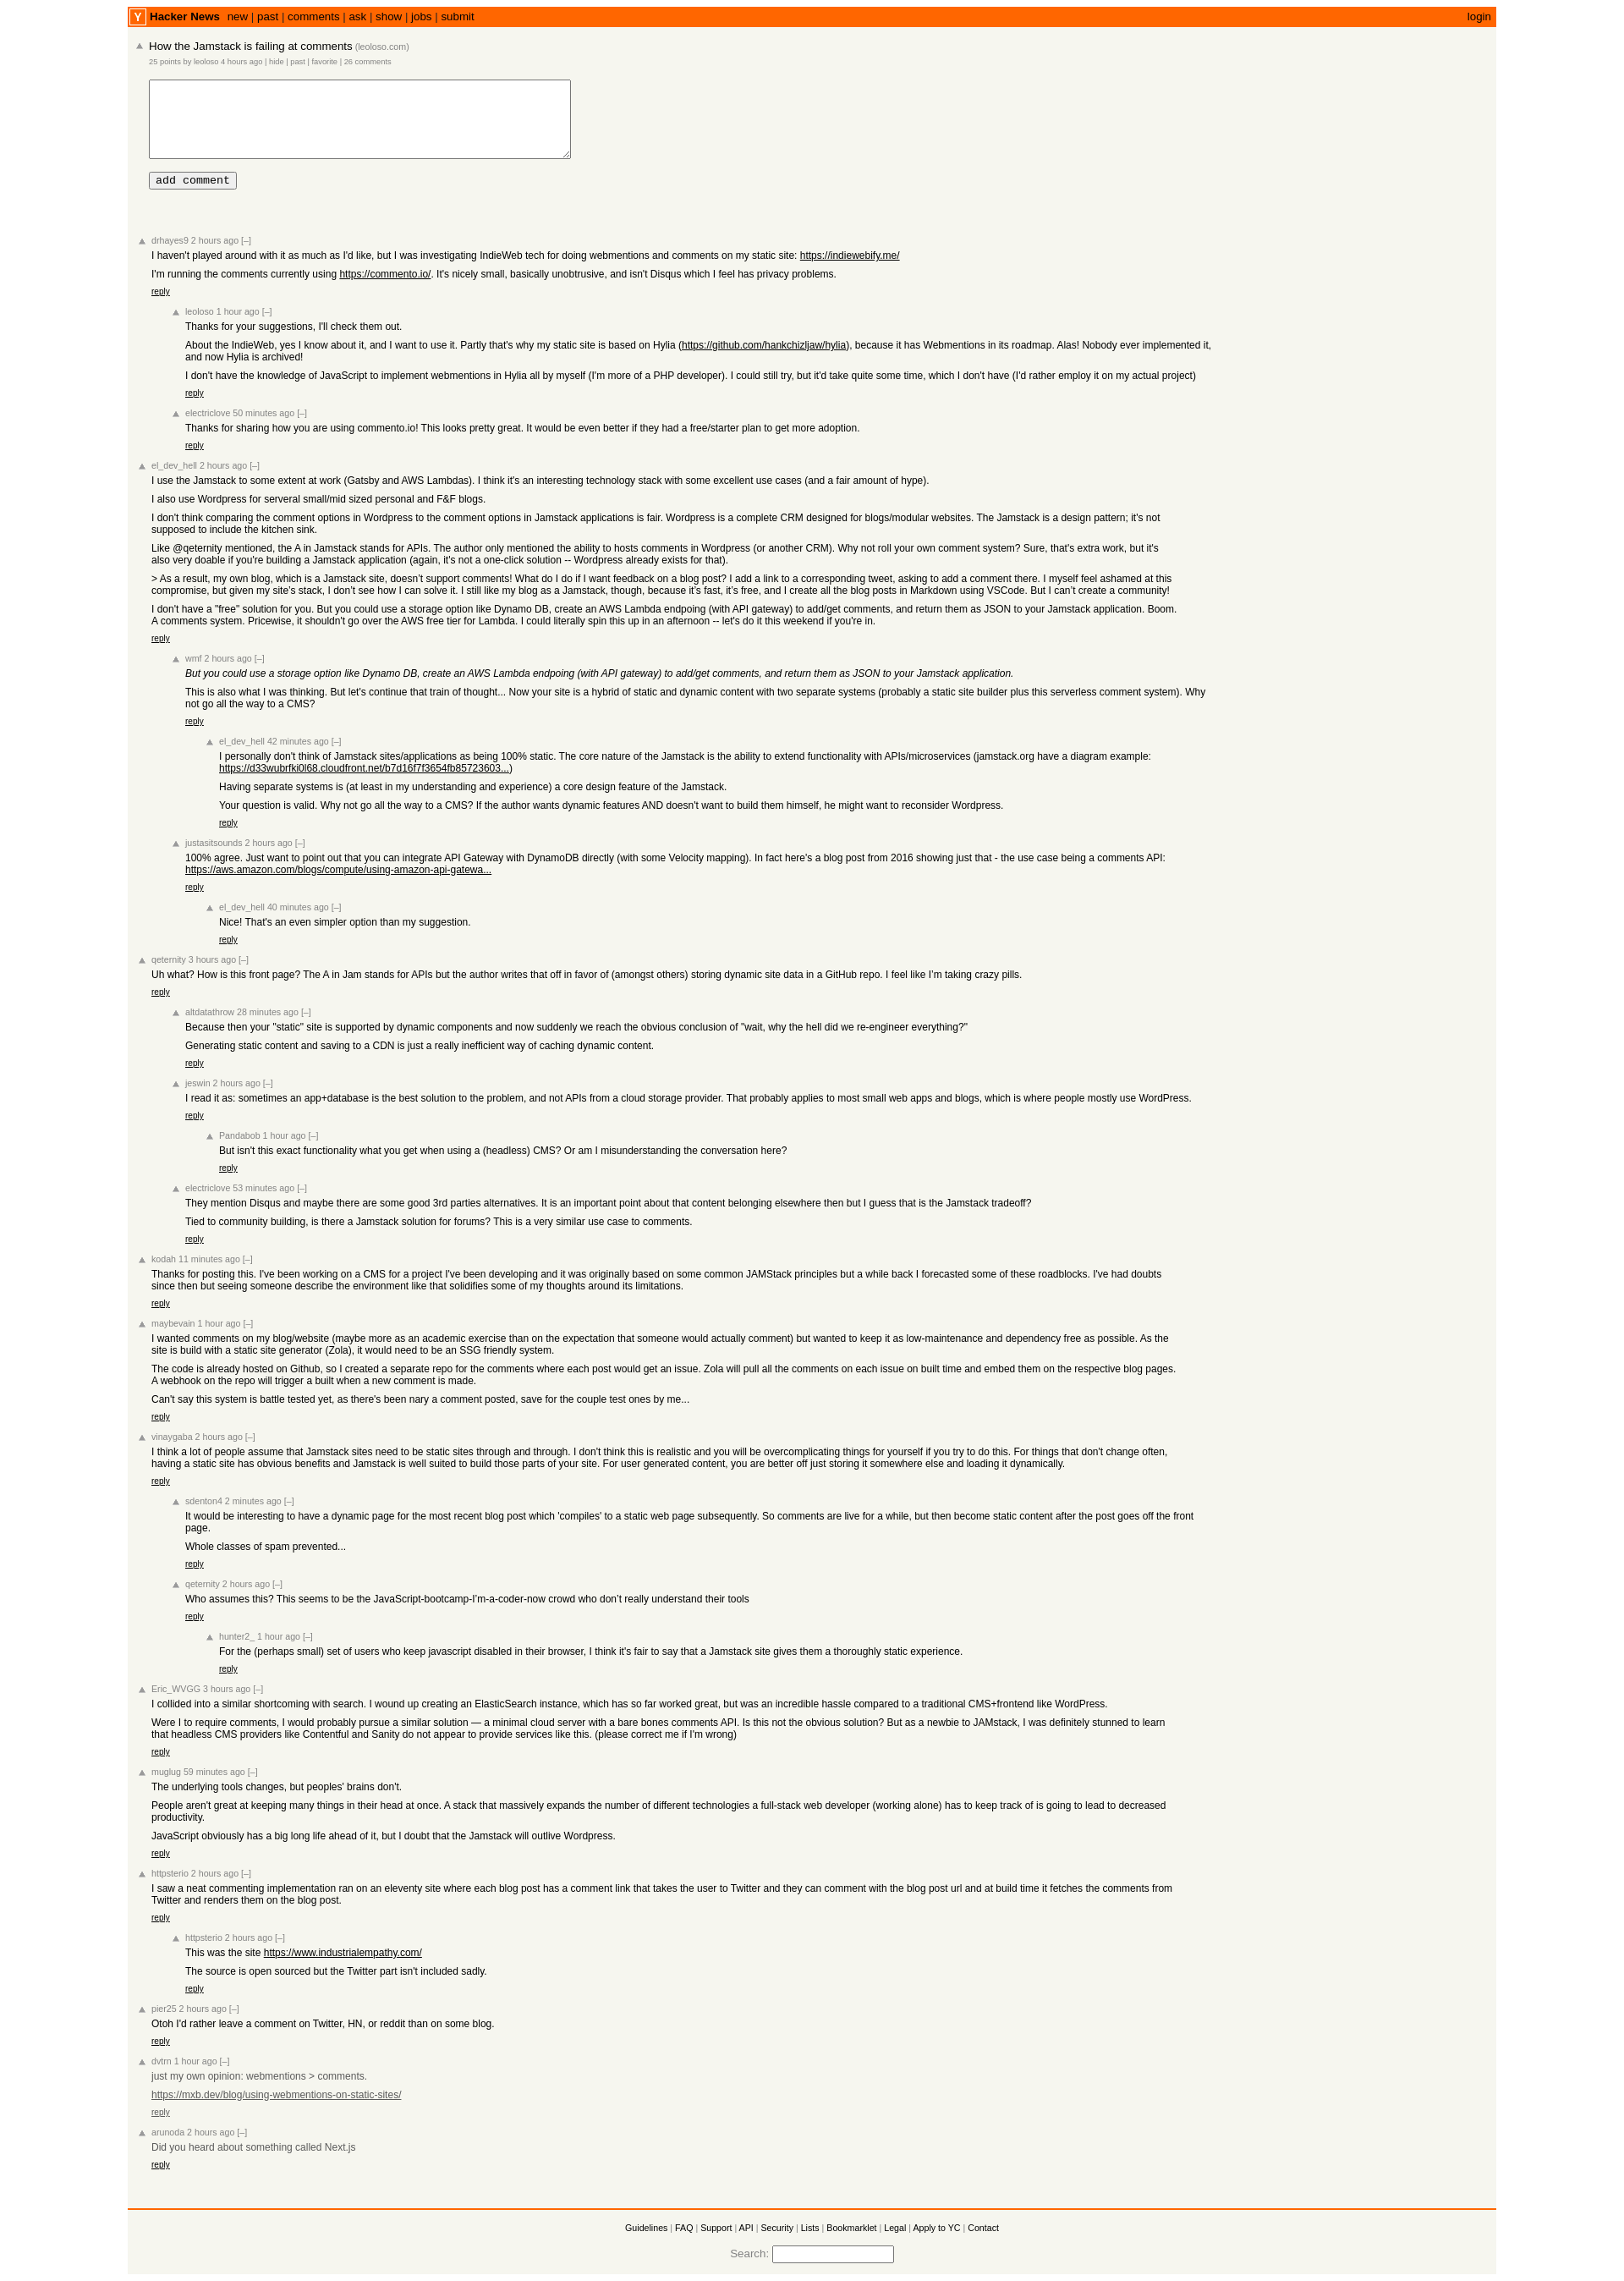 Y Hacker News new | past | comments | ask | show | jobs | submit login
How the Jamstack is failing at comments (leoloso.com)
25 points by leoloso 4 hours ago | hide | past | favorite | 26 comments
add comment
drhayes9 2 hours ago [–]
I haven't played around with it as much as I'd like, but I was investigating IndieWeb tech for doing webmentions and comments on my static site: https://indiewebify.me/
I'm running the comments currently using https://commento.io/. It's nicely small, basically unobtrusive, and isn't Disqus which I feel has privacy problems.
reply
leoloso 1 hour ago [–]
Thanks for your suggestions, I'll check them out.
About the IndieWeb, yes I know about it, and I want to use it. Partly that's why my static site is based on Hylia (https://github.com/hankchizljaw/hylia), because it has Webmentions in its roadmap. Alas! Nobody ever implemented it,
and now Hylia is archived!
I don't have the knowledge of JavaScript to implement webmentions in Hylia all by myself (I'm more of a PHP developer). I could still try, but it'd take quite some time, which I don't have (I'd rather employ it on my actual project)
reply
electriclove 50 minutes ago [–]
Thanks for sharing how you are using commento.io! This looks pretty great. It would be even better if they had a free/starter plan to get more adoption.
reply
el_dev_hell 2 hours ago [–]
I use the Jamstack to some extent at work (Gatsby and AWS Lambdas). I think it's an interesting technology stack with some excellent use cases (and a fair amount of hype).
I also use Wordpress for serveral small/mid sized personal and F&F blogs.
I don't think comparing the comment options in Wordpress to the comment options in Jamstack applications is fair. Wordpress is a complete CRM designed for blogs/modular websites. The Jamstack is a design pattern; it's not
supposed to include the kitchen sink.
Like @qeternity mentioned, the A in Jamstack stands for APIs. The author only mentioned the ability to hosts comments in Wordpress (or another CRM). Why not roll your own comment system? Sure, that's extra work, but it's
also very doable if you're building a Jamstack application (again, it's not a one-click solution -- Wordpress already exists for that).
> As a result, my own blog, which is a Jamstack site, doesn’t support comments! What do I do if I want feedback on a blog post? I add a link to a corresponding tweet, asking to add a comment there. I myself feel ashamed at this
compromise, but given my site’s stack, I don’t see how I can solve it. I still like my blog as a Jamstack, though, because it’s fast, it’s free, and I create all the blog posts in Markdown using VSCode. But I can’t create a community!
I don't have a "free" solution for you. But you could use a storage option like Dynamo DB, create an AWS Lambda endpoing (with API gateway) to add/get comments, and return them as JSON to your Jamstack application. Boom.
A comments system. Pricewise, it shouldn't go over the AWS free tier for Lambda. I could literally spin this up in an afternoon -- let's do it this weekend if you're in.
reply
wmf 2 hours ago [–]
But you could use a storage option like Dynamo DB, create an AWS Lambda endpoing (with API gateway) to add/get comments, and return them as JSON to your Jamstack application.
This is also what I was thinking. But let's continue that train of thought... Now your site is a hybrid of static and dynamic content with two separate systems (probably a static site builder plus this serverless comment system). Why
not go all the way to a CMS?
reply
el_dev_hell 42 minutes ago [–]
I personally don't think of Jamstack sites/applications as being 100% static. The core nature of the Jamstack is the ability to extend functionality with APIs/microservices (jamstack.org have a diagram example:
https://d33wubrfki0l68.cloudfront.net/b7d16f7f3654fb85723603...)
Having separate systems is (at least in my understanding and experience) a core design feature of the Jamstack.
Your question is valid. Why not go all the way to a CMS? If the author wants dynamic features AND doesn't want to build them himself, he might want to reconsider Wordpress.
reply
justasitsounds 2 hours ago [–]
100% agree. Just want to point out that you can integrate API Gateway with DynamoDB directly (with some Velocity mapping). In fact here's a blog post from 2016 showing just that - the use case being a comments API:
https://aws.amazon.com/blogs/compute/using-amazon-api-gatewa...
reply
el_dev_hell 40 minutes ago [–]
Nice! That's an even simpler option than my suggestion.
reply
qeternity 3 hours ago [–]
Uh what? How is this front page? The A in Jam stands for APIs but the author writes that off in favor of (amongst others) storing dynamic site data in a GitHub repo. I feel like I’m taking crazy pills.
reply
altdatathrow 28 minutes ago [–]
Because then your "static" site is supported by dynamic components and now suddenly we reach the obvious conclusion of "wait, why the hell did we re-engineer everything?"
Generating static content and saving to a CDN is just a really inefficient way of caching dynamic content.
reply
jeswin 2 hours ago [–]
I read it as: sometimes an app+database is the best solution to the problem, and not APIs from a cloud storage provider. That probably applies to most small web apps and blogs, which is where people mostly use WordPress.
reply
Pandabob 1 hour ago [–]
But isn't this exact functionality what you get when using a (headless) CMS? Or am I misunderstanding the conversation here?
reply
electriclove 53 minutes ago [–]
They mention Disqus and maybe there are some good 3rd parties alternatives. It is an important point about that content belonging elsewhere then but I guess that is the Jamstack tradeoff?
Tied to community building, is there a Jamstack solution for forums? This is a very similar use case to comments.
reply
kodah 11 minutes ago [–]
Thanks for posting this. I've been working on a CMS for a project I've been developing and it was originally based on some common JAMStack principles but a while back I forecasted some of these roadblocks. I've had doubts
since then but seeing someone describe the environment like that solidifies some of my thoughts around its limitations.
reply
maybevain 1 hour ago [–]
I wanted comments on my blog/website (maybe more as an academic exercise than on the expectation that someone would actually comment) but wanted to keep it as low-maintenance and dependency free as possible. As the
site is build with a static site generator (Zola), it would need to be an SSG friendly system.
The code is already hosted on Github, so I created a separate repo for the comments where each post would get an issue. Zola will pull all the comments on each issue on built time and embed them on the respective blog pages.
A webhook on the repo will trigger a built when a new comment is made.
Can't say this system is battle tested yet, as there's been nary a comment posted, save for the couple test ones by me...
reply
vinaygaba 2 hours ago [–]
I think a lot of people assume that Jamstack sites need to be static sites through and through. I don't think this is realistic and you will be overcomplicating things for yourself if you try to do this. For things that don't change often,
having a static site has obvious benefits and Jamstack is well suited to build those parts of your site. For user generated content, you are better off just storing it somewhere else and loading it dynamically.
reply
sdenton4 2 minutes ago [–]
It would be interesting to have a dynamic page for the most recent blog post which 'compiles' to a static web page subsequently. So comments are live for a while, but then become static content after the post goes off the front
page.
Whole classes of spam prevented...
reply
qeternity 2 hours ago [–]
Who assumes this? This seems to be the JavaScript-bootcamp-I’m-a-coder-now crowd who don’t really understand their tools
reply
hunter2_ 1 hour ago [–]
For the (perhaps small) set of users who keep javascript disabled in their browser, I think it's fair to say that a Jamstack site gives them a thoroughly static experience.
reply
Eric_WVGG 3 hours ago [–]
I collided into a similar shortcoming with search. I wound up creating an ElasticSearch instance, which has so far worked great, but was an incredible hassle compared to a traditional CMS+frontend like WordPress.
Were I to require comments, I would probably pursue a similar solution — a minimal cloud server with a bare bones comments API. Is this not the obvious solution? But as a newbie to JAMstack, I was definitely stunned to learn
that headless CMS providers like Contentful and Sanity do not appear to provide services like this. (please correct me if I'm wrong)
reply
muglug 59 minutes ago [–]
The underlying tools changes, but peoples' brains don't.
People aren't great at keeping many things in their head at once. A stack that massively expands the number of different technologies a full-stack web developer (working alone) has to keep track of is going to lead to decreased
productivity.
JavaScript obviously has a big long life ahead of it, but I doubt that the Jamstack will outlive Wordpress.
reply
httpsterio 2 hours ago [–]
I saw a neat commenting implementation ran on an eleventy site where each blog post has a comment link that takes the user to Twitter and they can comment with the blog post url and at build time it fetches the comments from
Twitter and renders them on the blog post.
reply
httpsterio 2 hours ago [–]
This was the site https://www.industrialempathy.com/
The source is open sourced but the Twitter part isn't included sadly.
reply
pier25 2 hours ago [–]
Otoh I'd rather leave a comment on Twitter, HN, or reddit than on some blog.
reply
dvtrn 1 hour ago [–]
just my own opinion: webmentions > comments.
https://mxb.dev/blog/using-webmentions-on-static-sites/
reply
arunoda 2 hours ago [–]
Did you heard about something called Next.js
reply
Guidelines | FAQ | Support | API | Security | Lists | Bookmarklet | Legal | Apply to YC | Contact
Search: